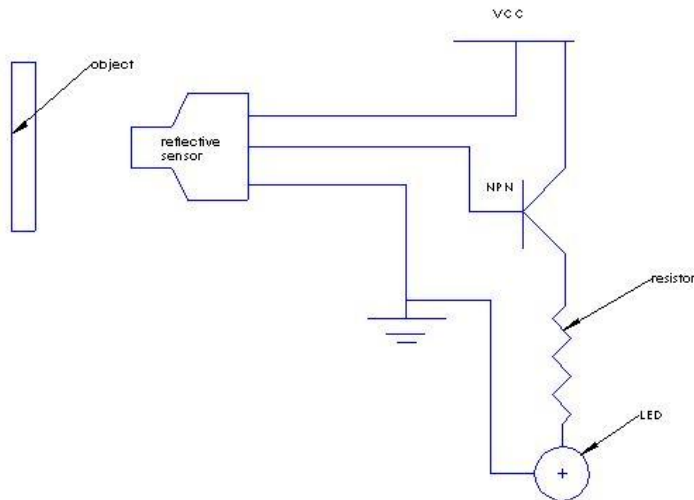 VCC
object
reflective
sensor
NPN
resistor
LED